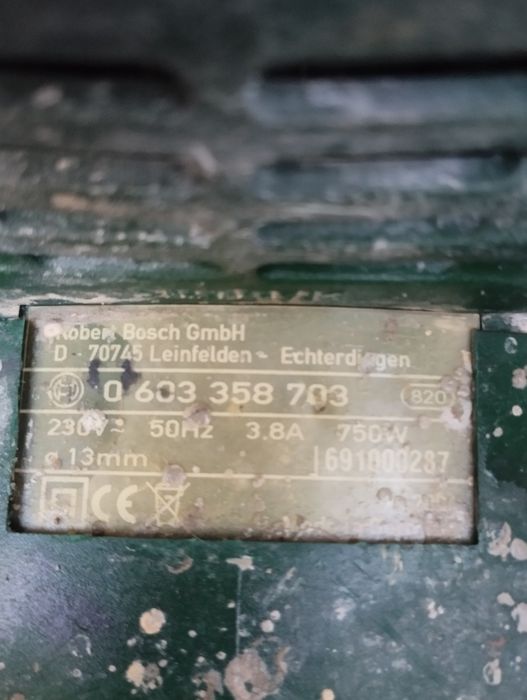 Robert Bosch GmbH
D - 70745 Leinfelden - Echterdingen
0 603 358 703 820
230V~ 50Hz 3.8A 750W
ø 13mm 691000287
CE